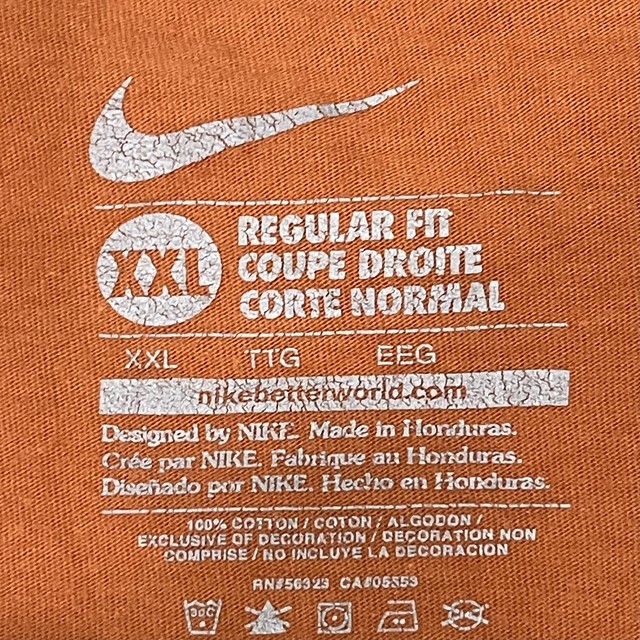 XXL
REGULAR FIT
COUPE DROITE
CORTE NORMAL
XXL TTG EEG
nikebetterworld.com
Designed by NIKE. Made in Honduras.
Crée par NIKE. Fabrique au Honduras.
Diseñado por NIKE. Hecho en Honduras.
100% COTTON / COTON / ALGODON /
EXCLUSIVE OF DECORATION / DECORATION NON
COMPRISE / NO INCLUYE LA DECORACION
RN#56323 CA#05553
30C